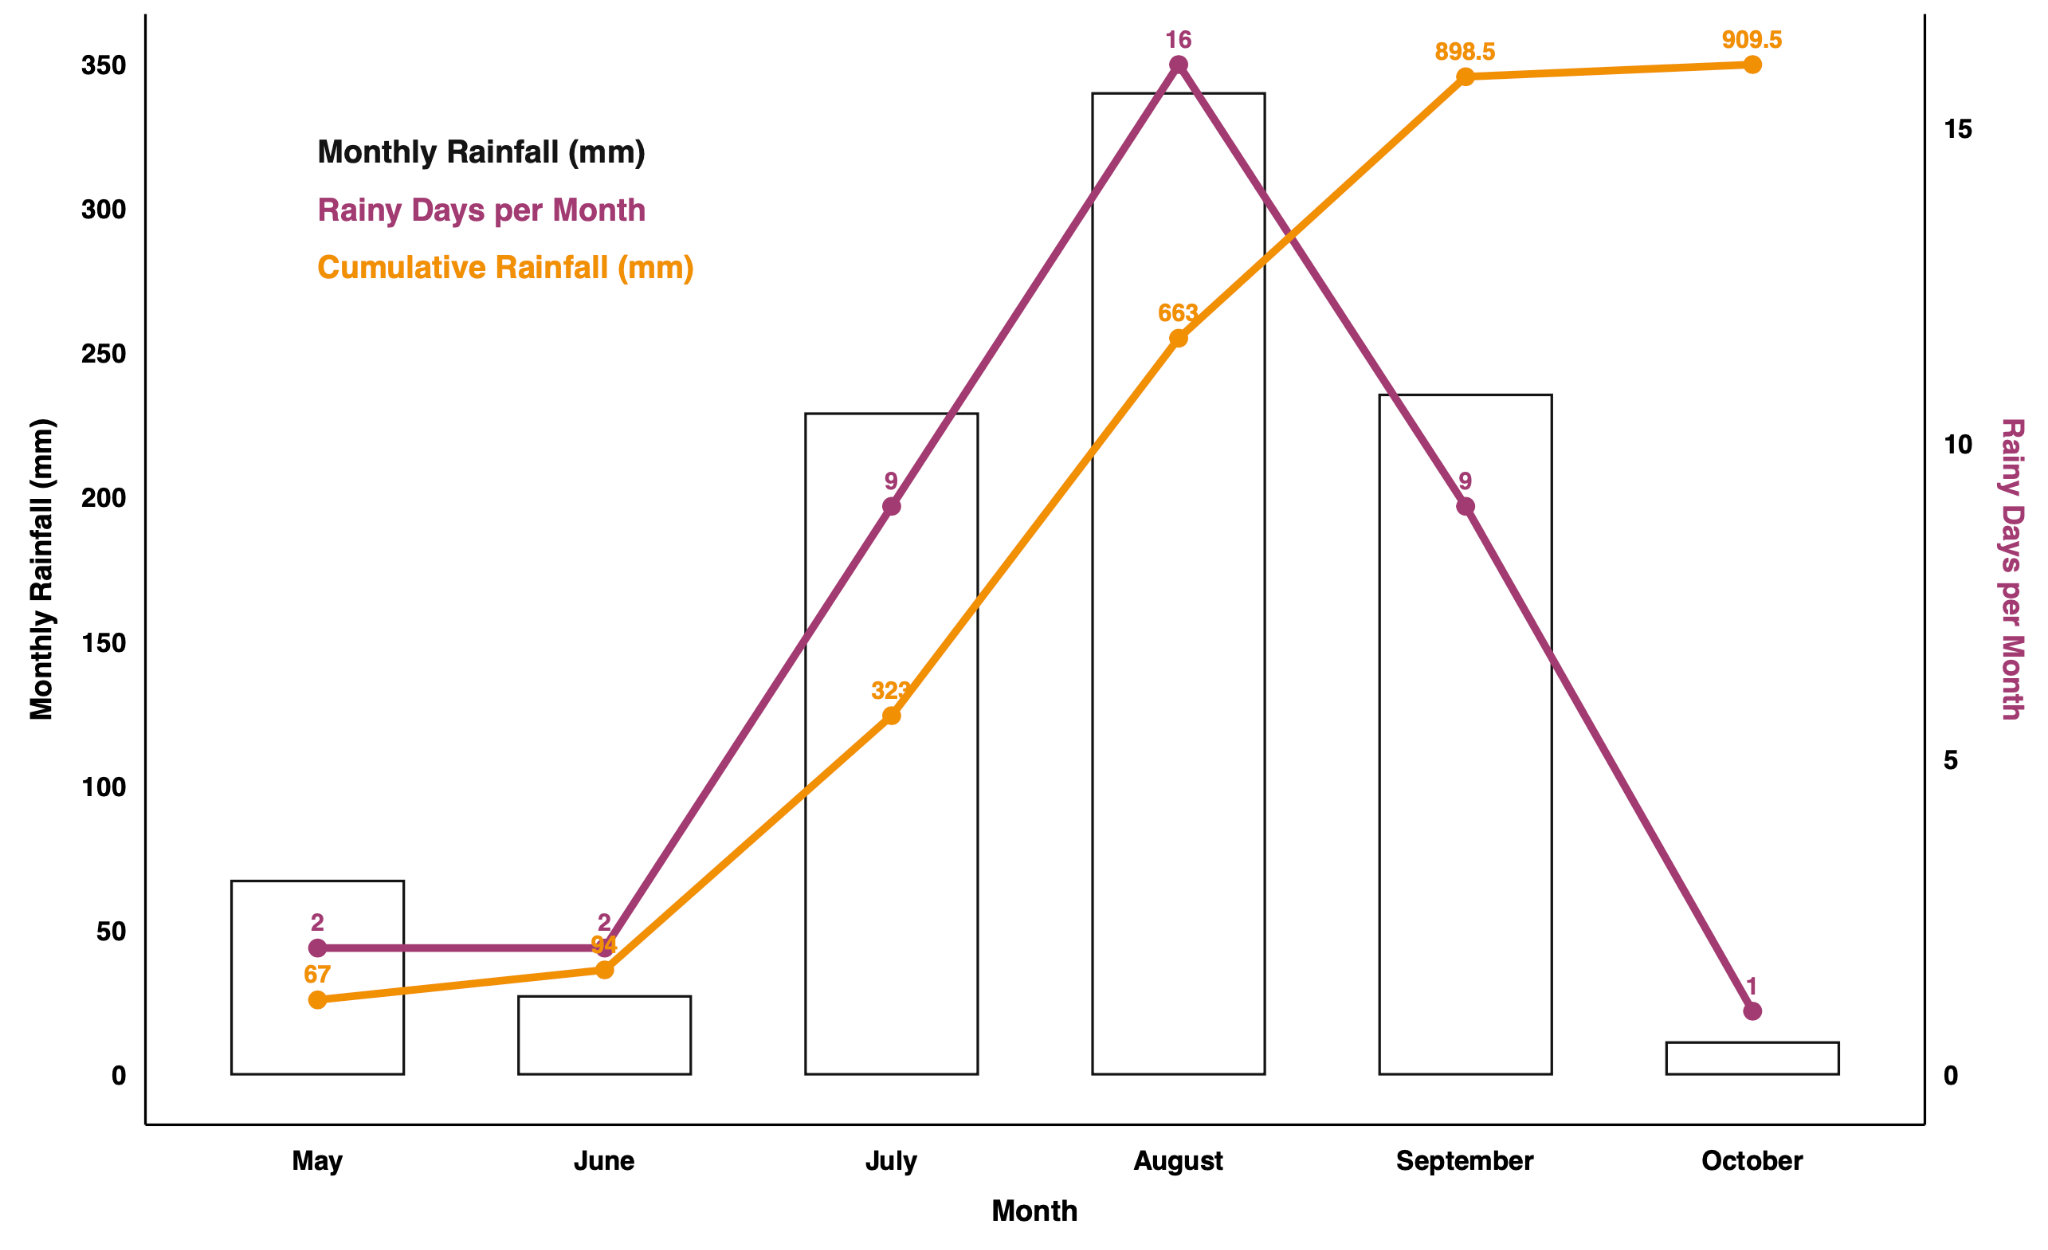 350
300
250
200
150
100
50
0
Monthly Rainfall (mm)
Monthly Rainfall (mm)
Rainy Days per Month
Cumulative Rainfall (mm)
2
2
9
16
9
1
67
94
323
663
898.5
909.5
15
10
5
0
Rainy Days per Month
May
June
July
August
September
October
Month